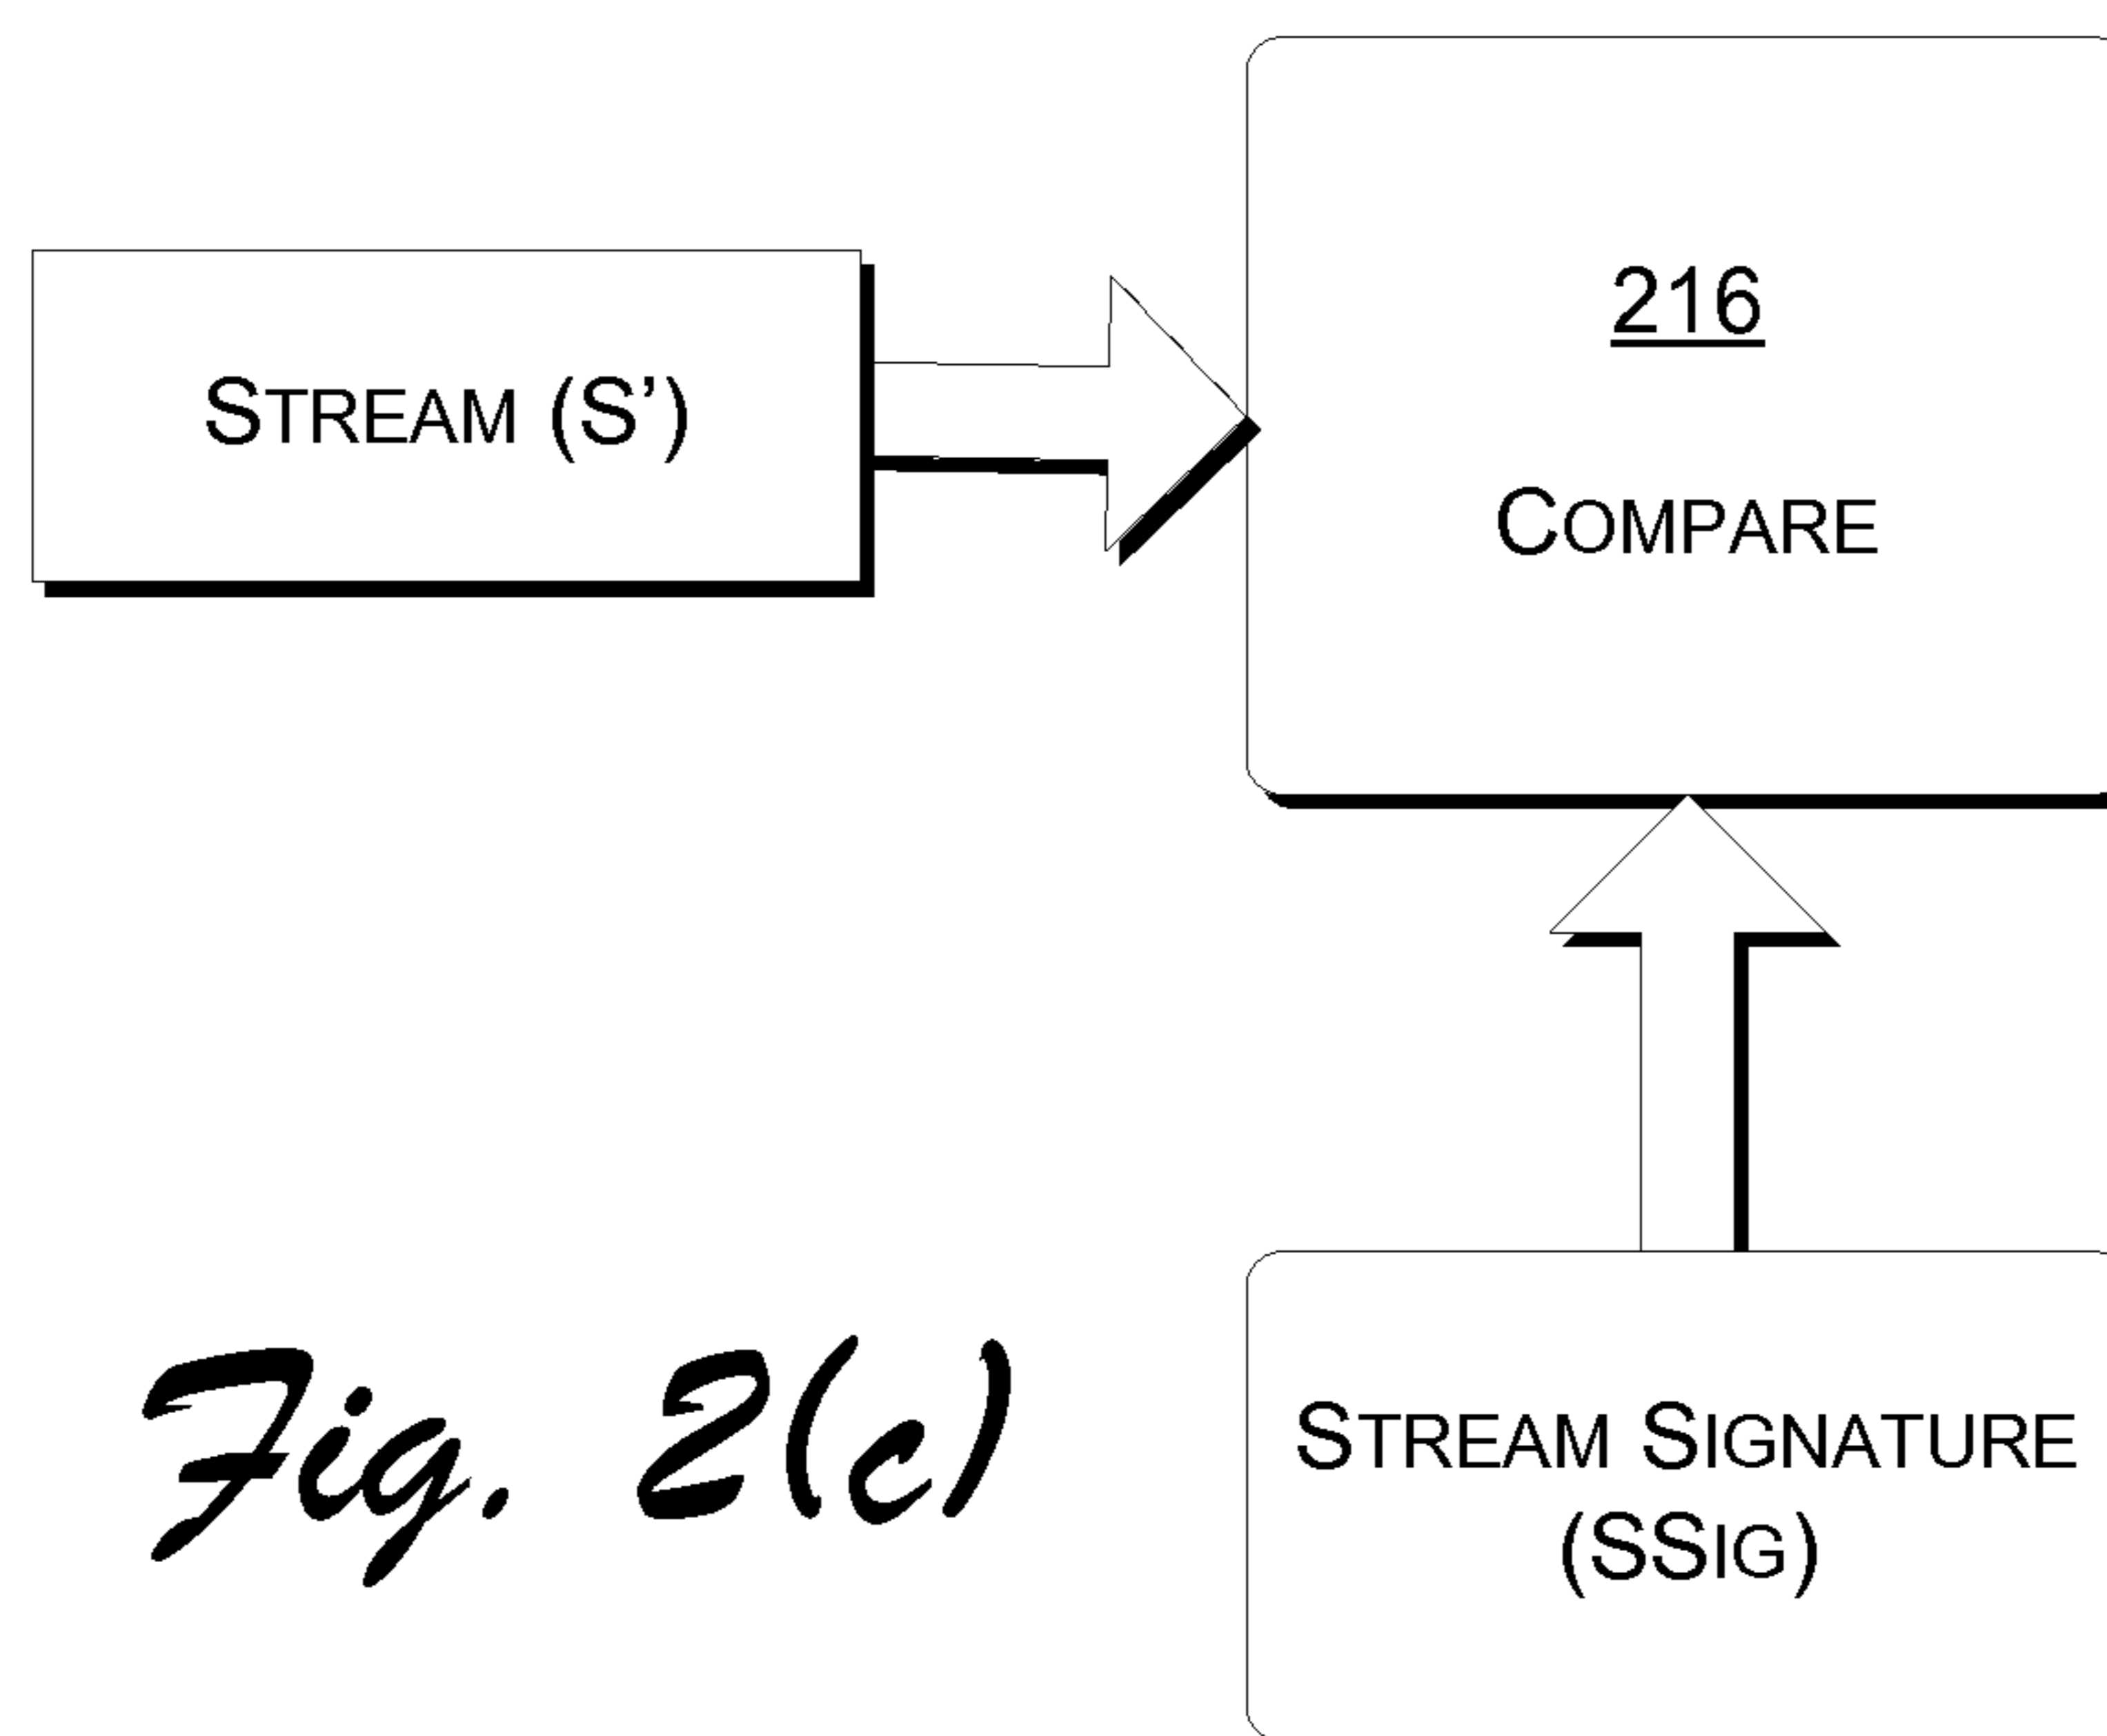 216
STREAM (S’)
COMPARE
STREAM SIGNATURE
(SSIG)
Fig. 2(c)